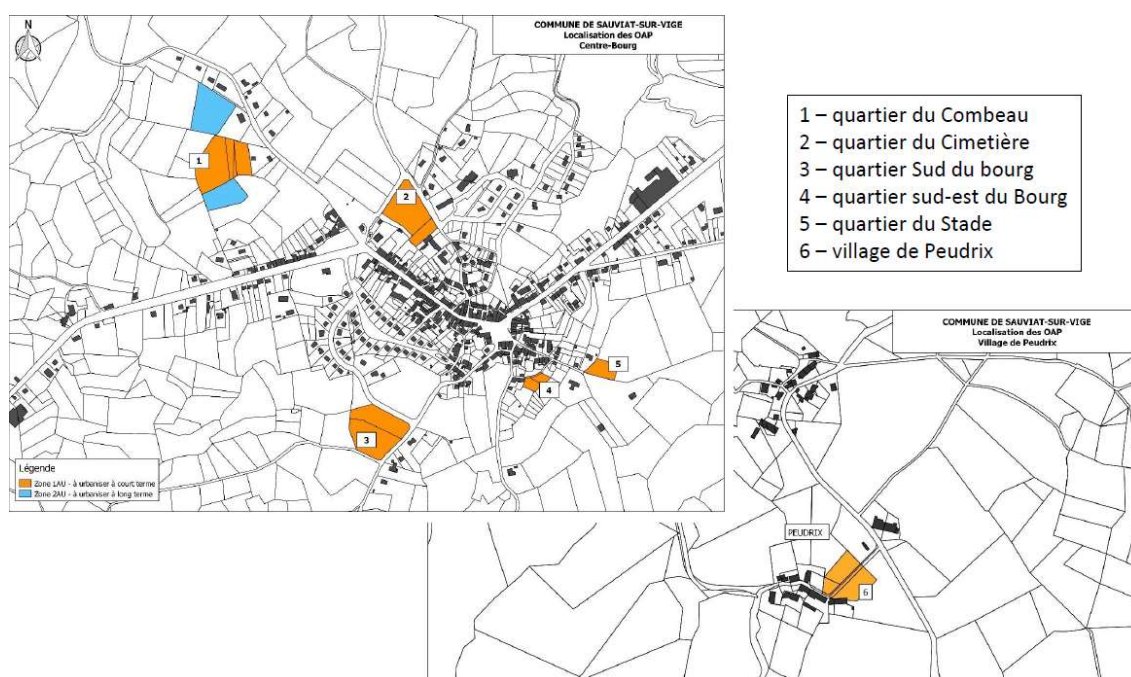 N
COMMUNE DE SAUVIAT-SUR-VIGE
Localisation des OAP
Centre-Bourg
1
2
3
4
5
Légende
Zone 1AU - à urbaniser à court terme
Zone 2AU - à urbaniser à long terme
1 – quartier du Combeau
2 – quartier du Cimetière
3 – quartier Sud du bourg
4 – quartier sud-est du Bourg
5 – quartier du Stade
6 – village de Peudrix
COMMUNE DE SAUVIAT-SUR-VIGE
Localisation des OAP
Village de Peudrix
PEUDRIX
6